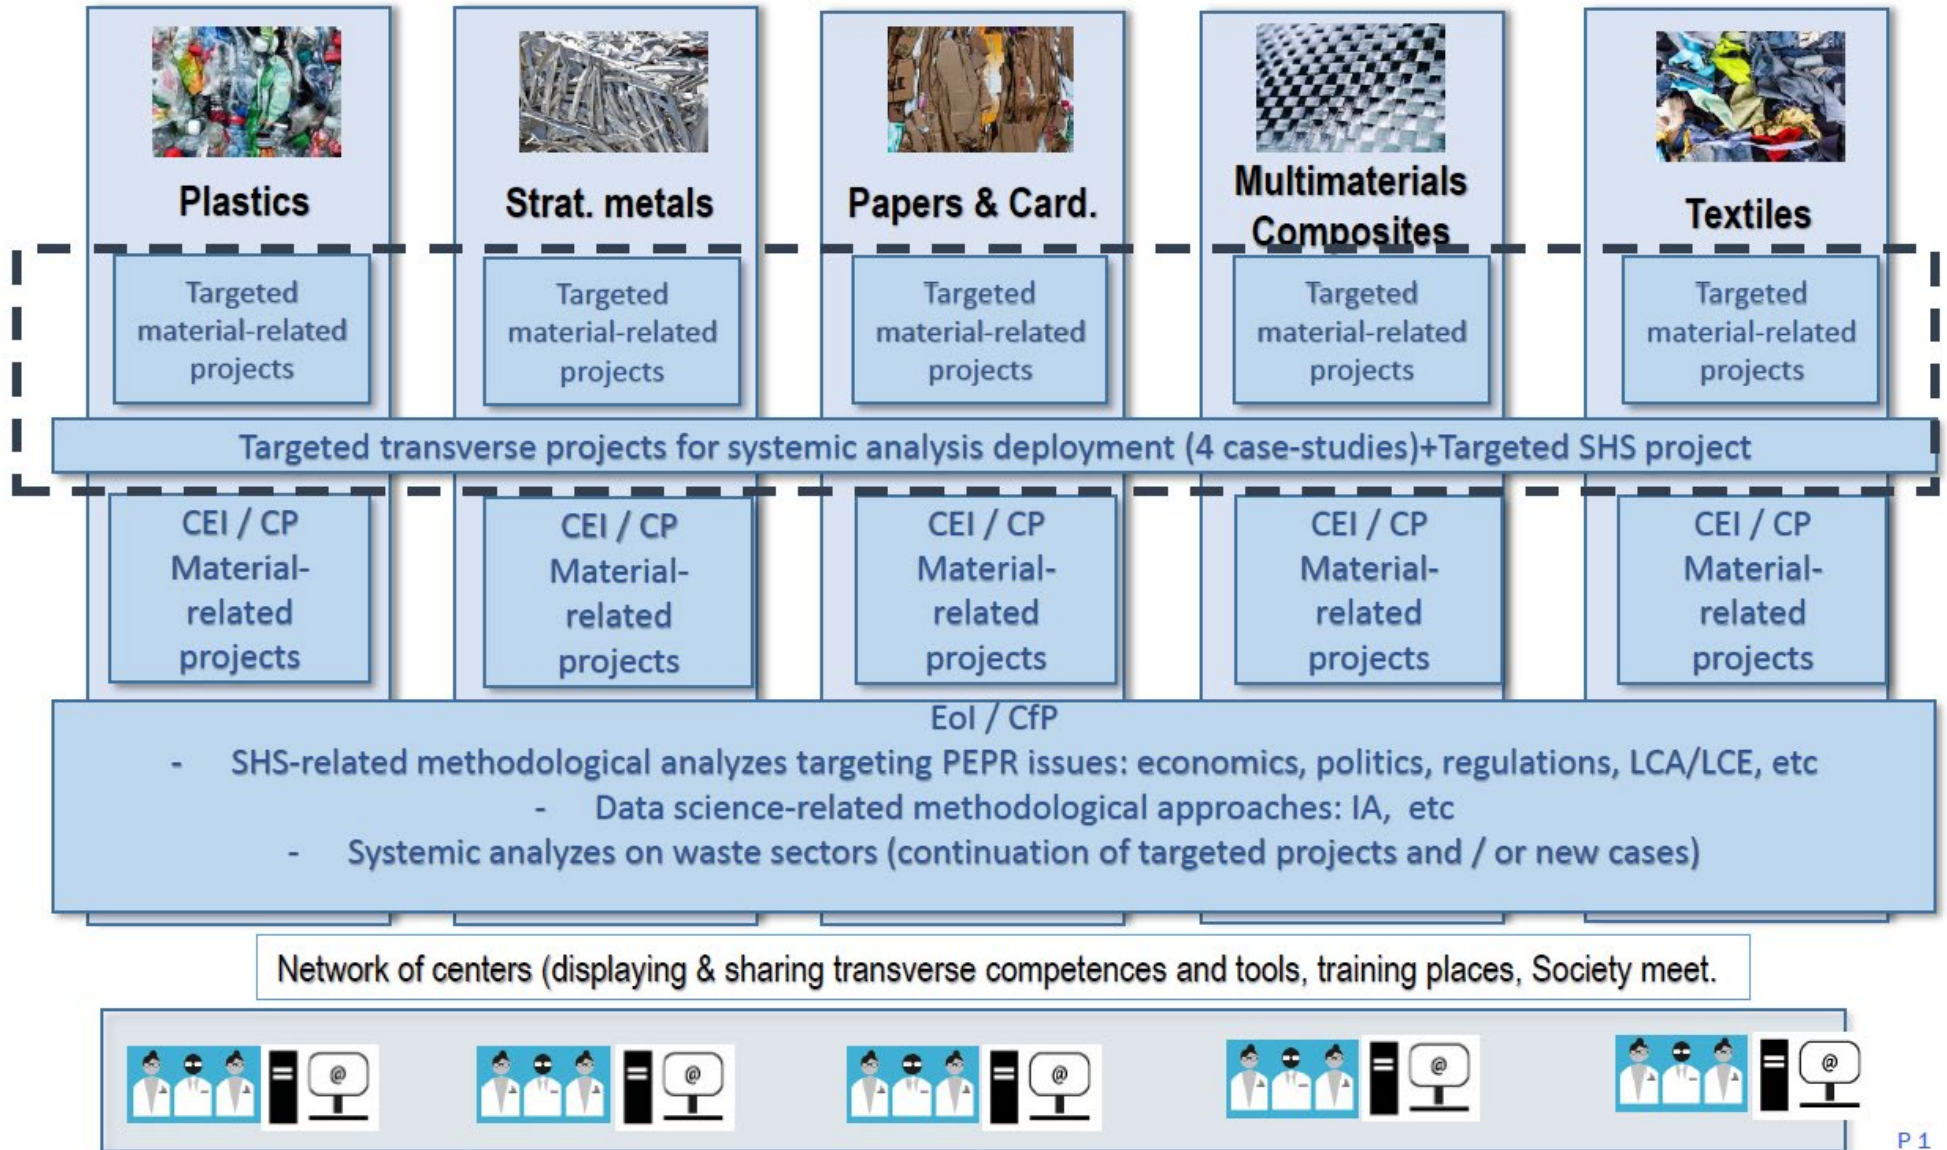 Plastics
Strat. metals
Papers & Card.
Multimaterials
Composites
Textiles
Targeted
material-related
projects
Targeted
material-related
projects
Targeted
material-related
projects
Targeted
material-related
projects
Targeted
material-related
projects
Targeted transverse projects for systemic analysis deployment (4 case-studies)+Targeted SHS project
CEI / CP
Material-
related
projects
CEI / CP
Material-
related
projects
CEI / CP
Material-
related
projects
CEI / CP
Material-
related
projects
CEI / CP
Material-
related
projects
EoI / CfP
- SHS-related methodological analyzes targeting PEPR issues: economics, politics, regulations, LCA/LCE, etc
- Data science-related methodological approaches: IA, etc
- Systemic analyzes on waste sectors (continuation of targeted projects and / or new cases)
Network of centers (displaying & sharing transverse competences and tools, training places, Society meet.
@
@
@
@
@
P 1